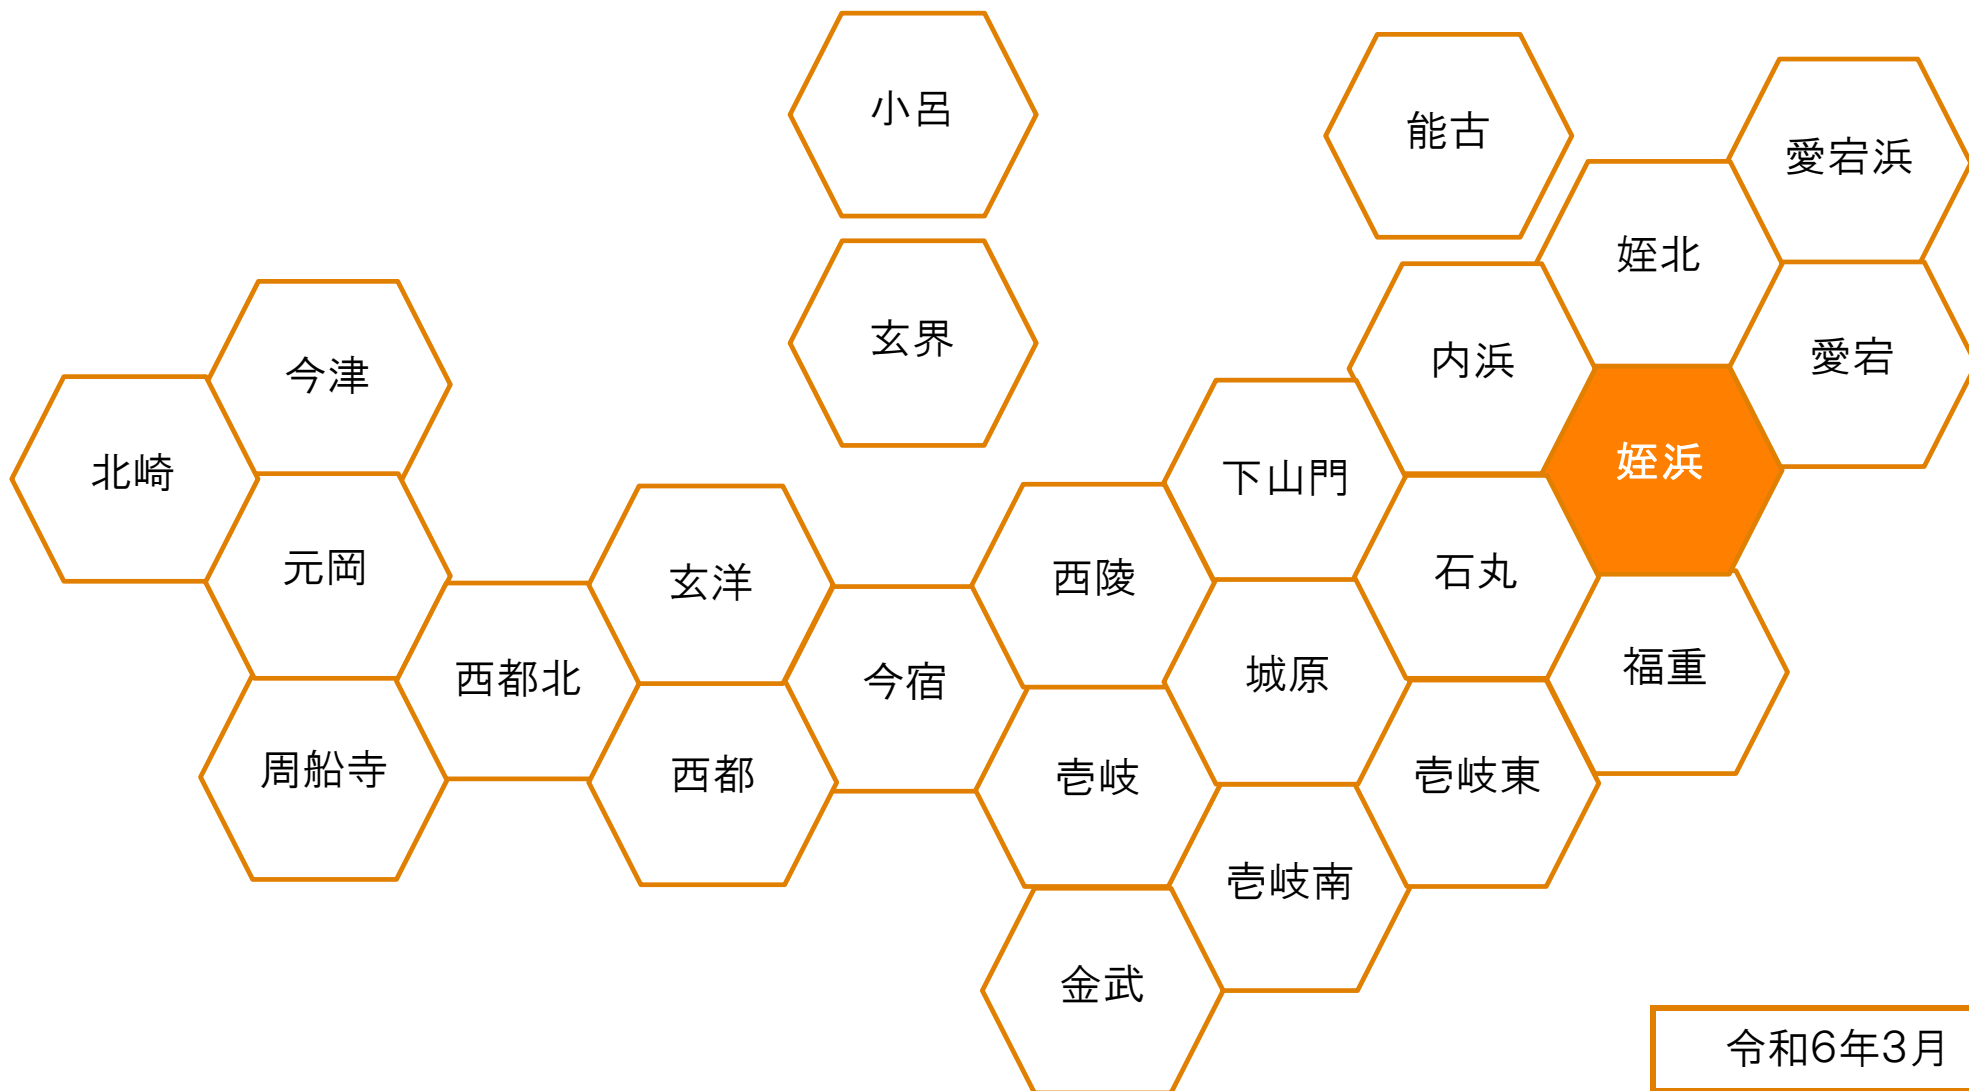 小呂
能古
愛宕浜
姪北
玄界
内浜
愛宕
今津
北崎
下山門
姪浜
元岡
玄洋
西陵
石丸
西都北
今宿
城原
福重
周船寺
西都
壱岐
壱岐東
壱岐南
金武
令和6年3月